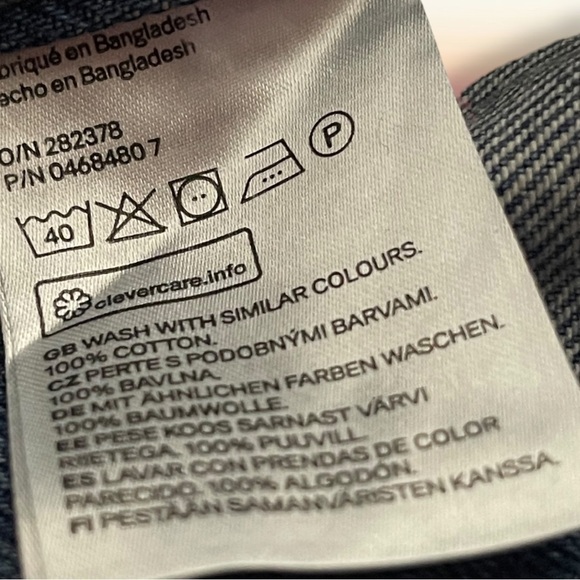 briqué en Bangladesh
echo en Bangladesh
O/N 282378
P/N 0468480 7
40
P
clevercare.info
GB WASH WITH SIMILAR COLOURS.
100% COTTON.
CZ PERTE S PODOBNÝMI BARVAMI.
100% BAVLNA.
DE MIT ÄHNLICHEN FARBEN WASCHEN.
100% BAUMWOLLE.
EE PESE KOOS SARNAST VÄRVI
RIIETEGA. 100% PUUVILL.
ES LAVAR CON PRENDAS DE COLOR
PARECIDO. 100% ALGODÓN.
FI PESTÄÄN SAMANVÄRISTEN KANSSA.